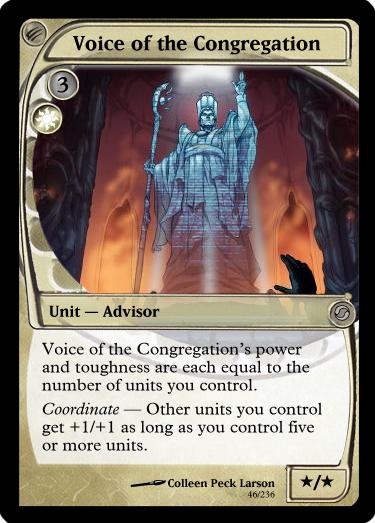 Voice of the Congregation
3
Unit — Advisor
Voice of the Congregation's power
and toughness are each equal to the
number of units you control.
Coordinate — Other units you control
get +1/+1 as long as you control five
or more units.
Colleen Peck Larson
46/236
★/★